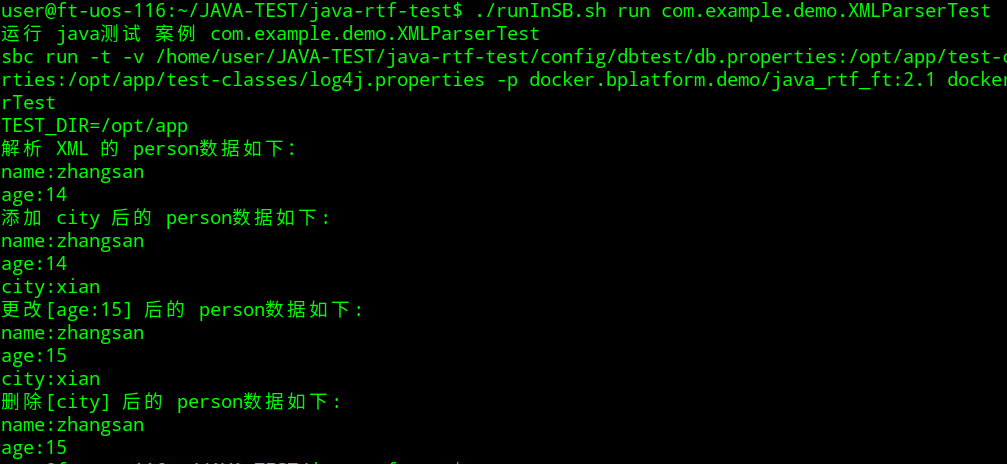 user@ft-uos-116:~/JAVA-TEST/java-rtf-test$ ./runInSB.sh run com.example.demo.XMLParserTest
运行 java测试 案例 com.example.demo.XMLParserTest
sbc run -t -v /home/user/JAVA-TEST/java-rtf-test/config/dbtest/db.properties:/opt/app/test-c
rties:/opt/app/test-classes/log4j.properties -p docker.bplatform.demo/java_rtf_ft:2.1 docker
rTest
TEST_DIR=/opt/app
解析 XML 的 person数据如下:
name:zhangsan
age:14
添加 city 后的 person数据如下:
name:zhangsan
age:14
city:xian
更改[age:15] 后的 person数据如下:
name:zhangsan
age:15
city:xian
删除[city] 后的 person数据如下:
name:zhangsan
age:15